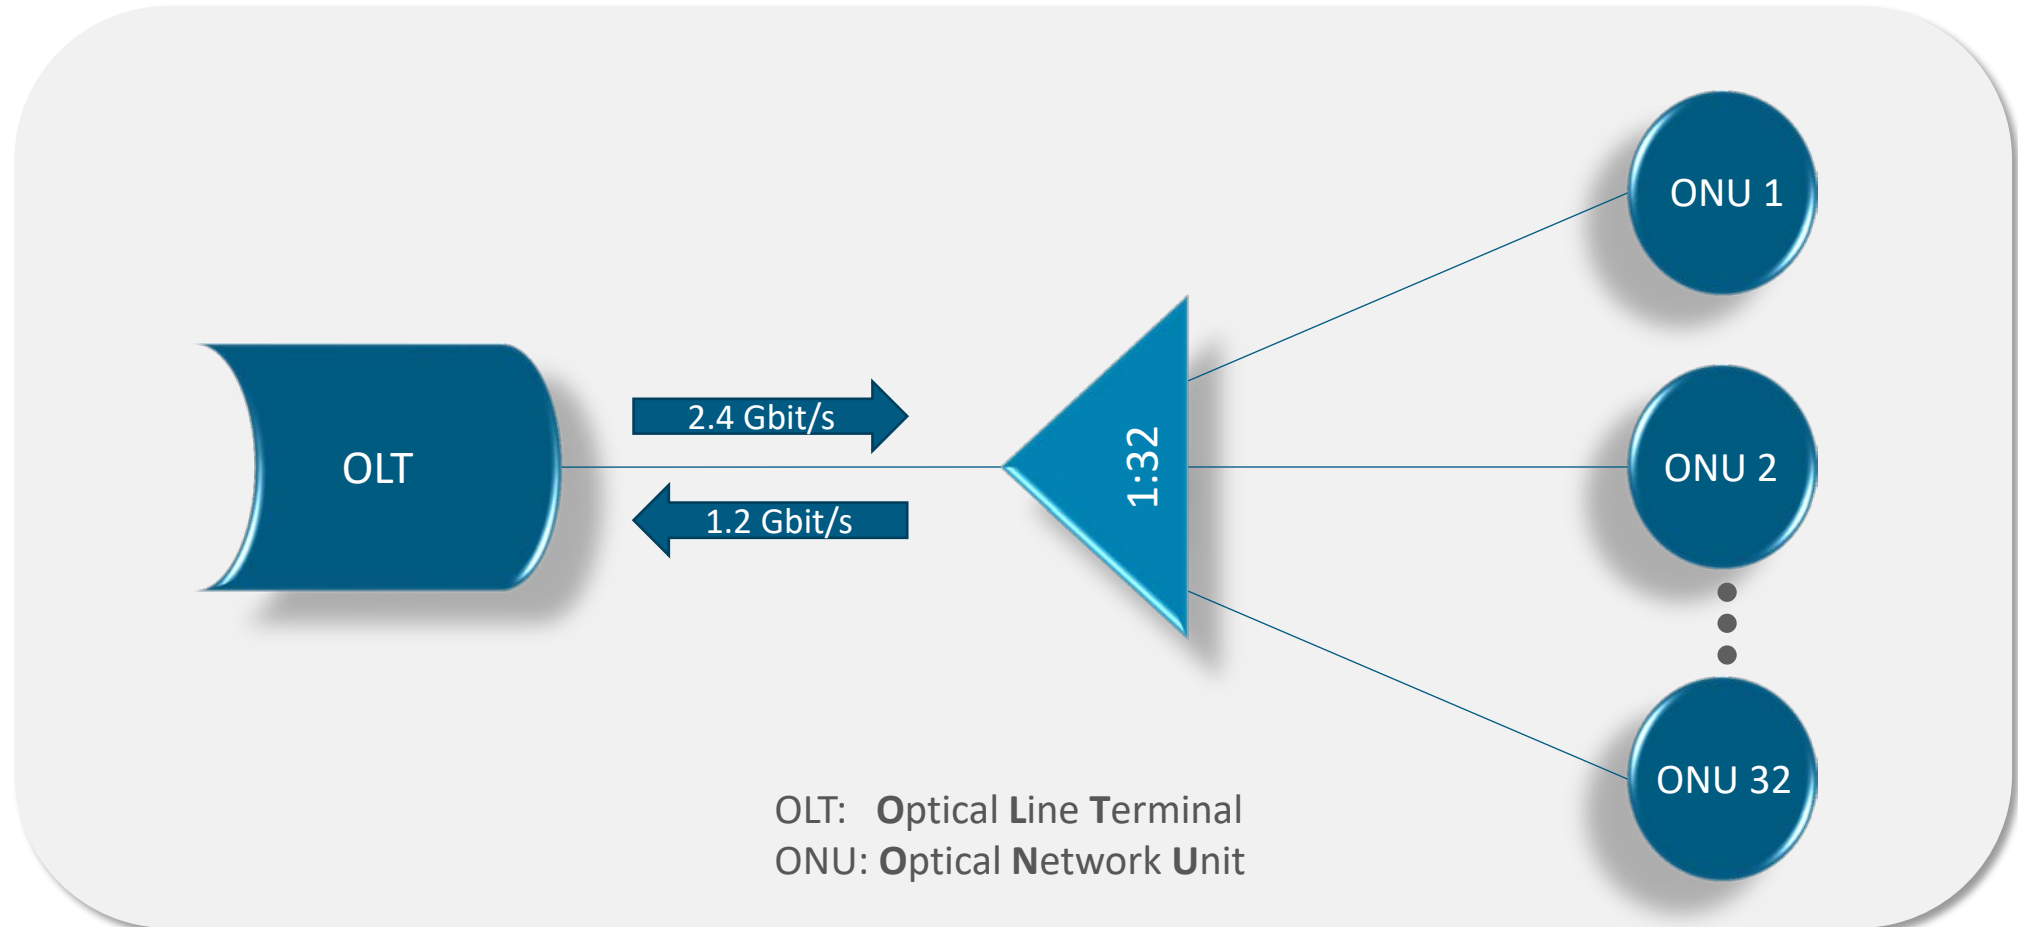 ONU 1
2.4 Gbit/s
OLT
1:32
ONU 2
1.2 Gbit/s
ONU 32
OLT: Optical Line Terminal
ONU: Optical Network Unit